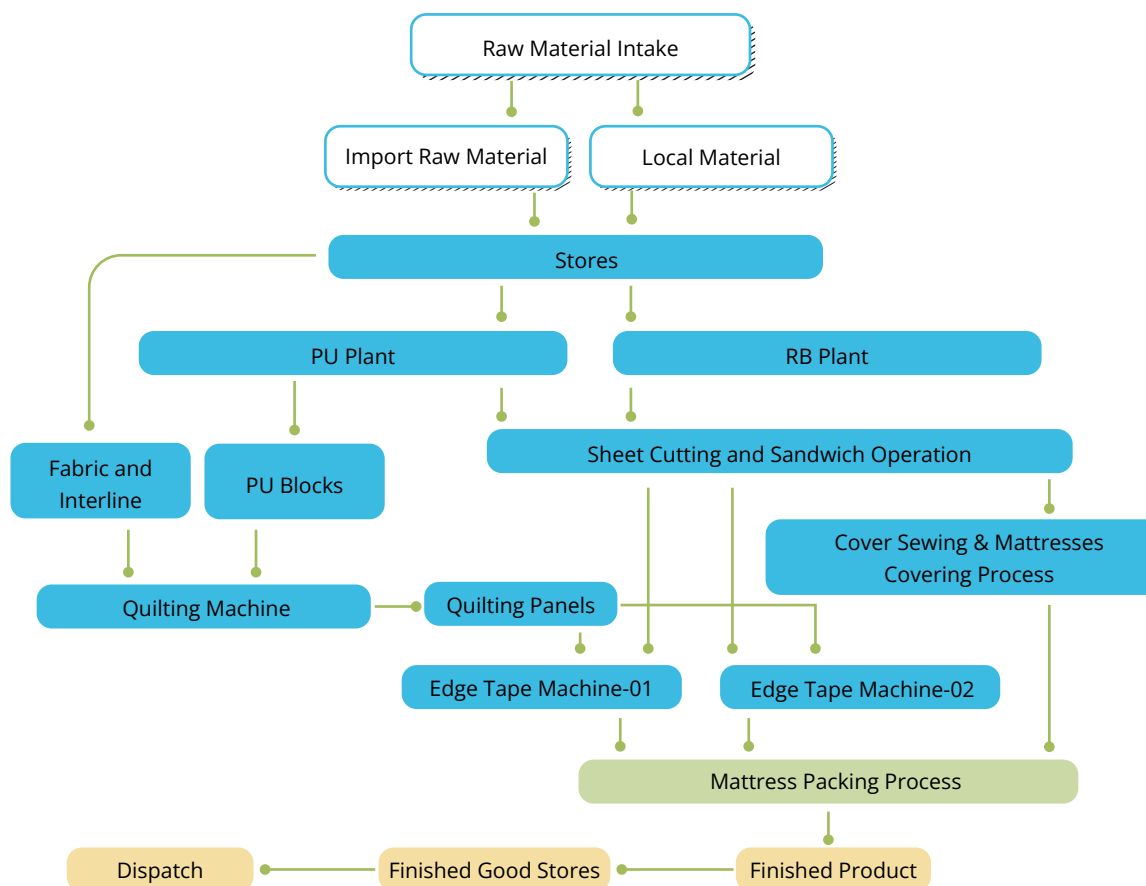 Raw Material Intake
Import Raw Material
Local Material
Stores
PU Plant
RB Plant
Fabric and
Interline
PU Blocks
Sheet Cutting and Sandwich Operation
Cover Sewing & Mattresses
Covering Process
Quilting Machine
Quilting Panels
Edge Tape Machine-01
Edge Tape Machine-02
Mattress Packing Process
Dispatch
Finished Good Stores
Finished Product